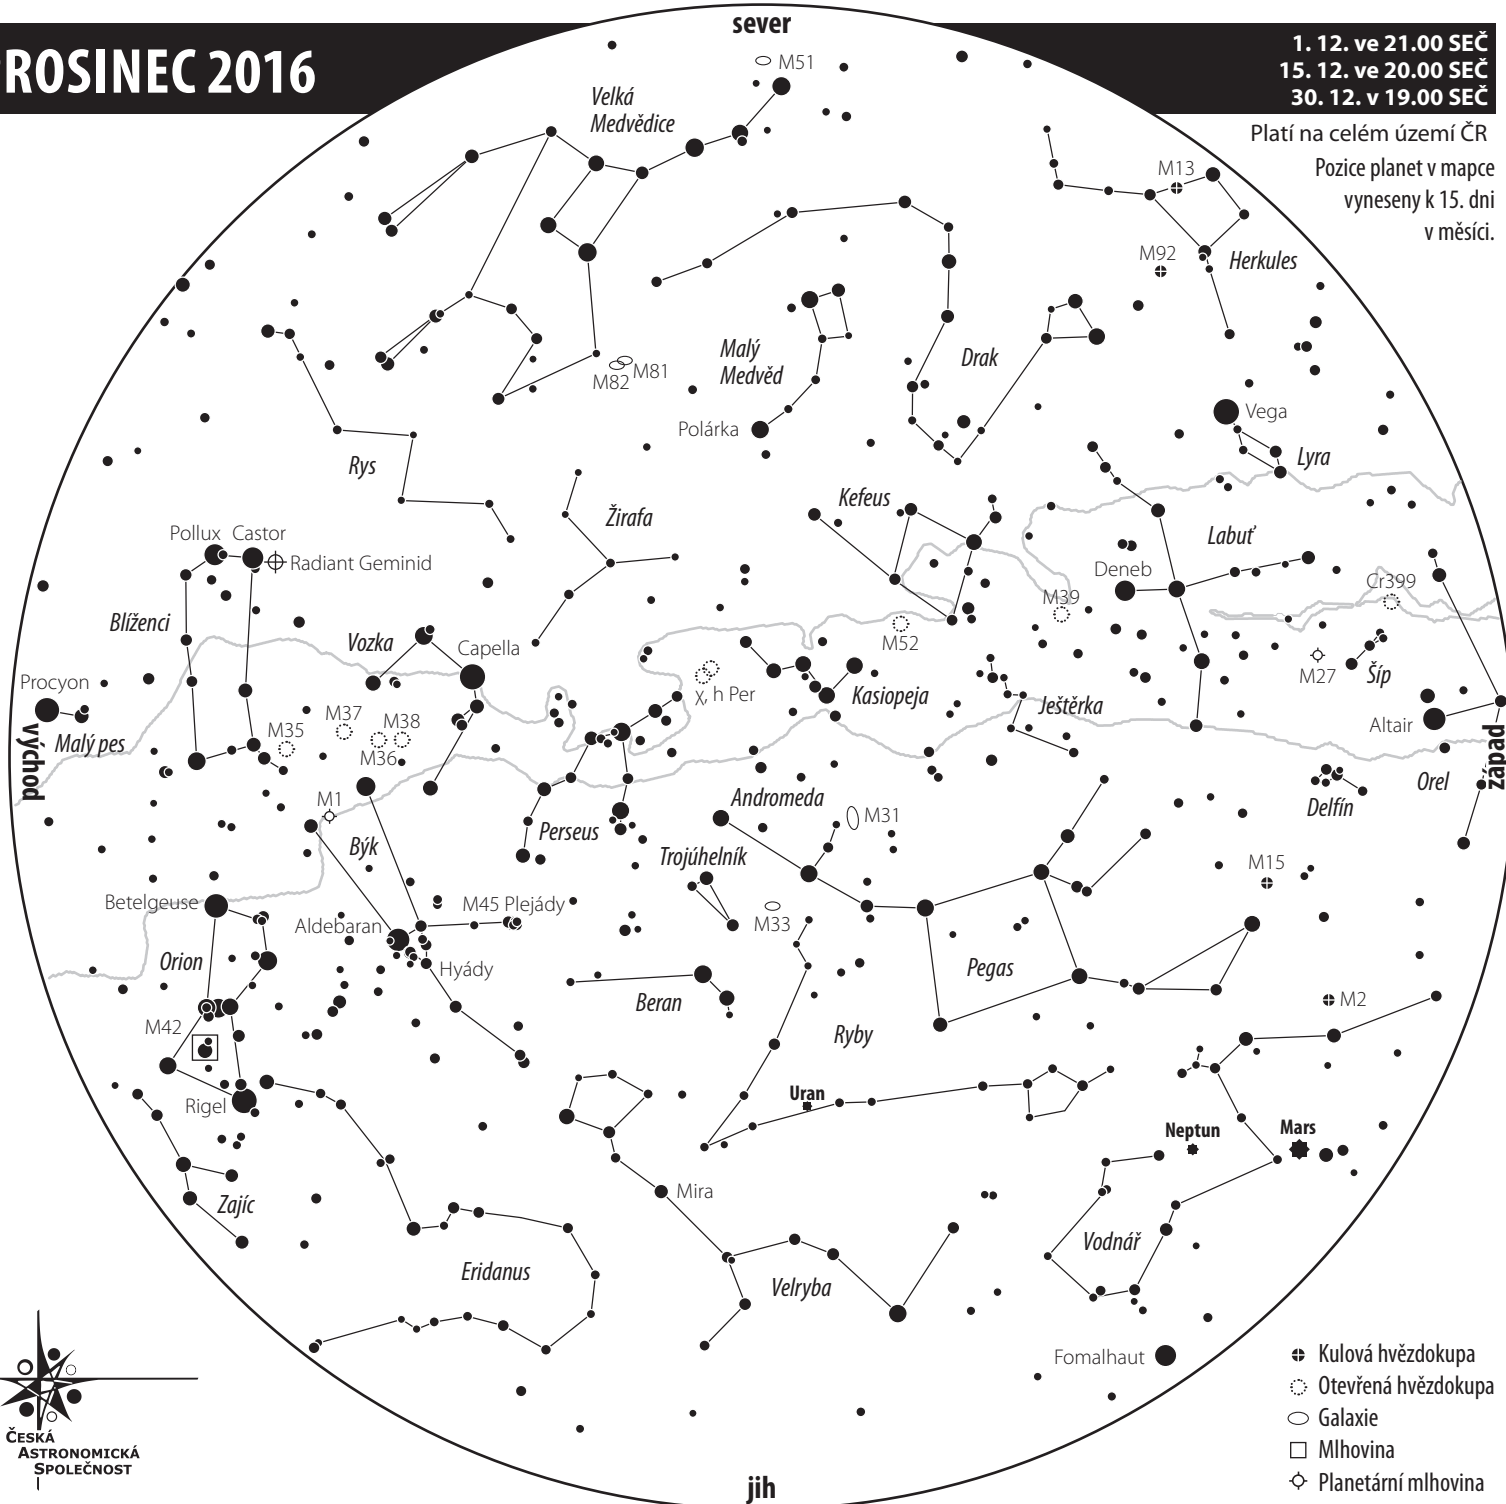 sever
ROSINEC 2016
1. 12. ve 21.00 SEČ
15. 12. ve 20.00 SEČ
30. 12. v 19.00 SEČ
Platí na celém území ČR
Pozice planet v mapce
vyneseny k 15. dni
v měsíci.
M51
Velká
Medvědice
M13
M92
Herkules
M82
M81
Malý
Medvěd
Drak
Polárka
Vega
Lyra
Rys
Žirafa
Kefeus
Labuť
Pollux
Castor
Radiant Geminid
Deneb
Cr399
M39
Blíženci
Vozka
Capella
M52
M27
Šíp
Procyon
Malý pes
χ, h Per
Kasiopeja
Ještěrka
Altair
M35
M37
M38
M36
východ
západ
Orel
M1
Andromeda
M31
Delfín
Býk
Perseus
Trojúhelník
M15
Betelgeuse
M45 Plejády
Aldebaran
M33
Orion
Hyády
Beran
Pegas
M42
Ryby
M2
Rigel
Uran
Neptun
Mars
Zajíc
Mira
Vodnář
Eridanus
Velryba
Fomalhaut
Kulová hvězdokupa
Otevřená hvězdokupa
Galaxie
Mlhovina
Planetární mlhovina
ČESKÁ
ASTRONOMICKÁ
SPOLEČNOST
jih